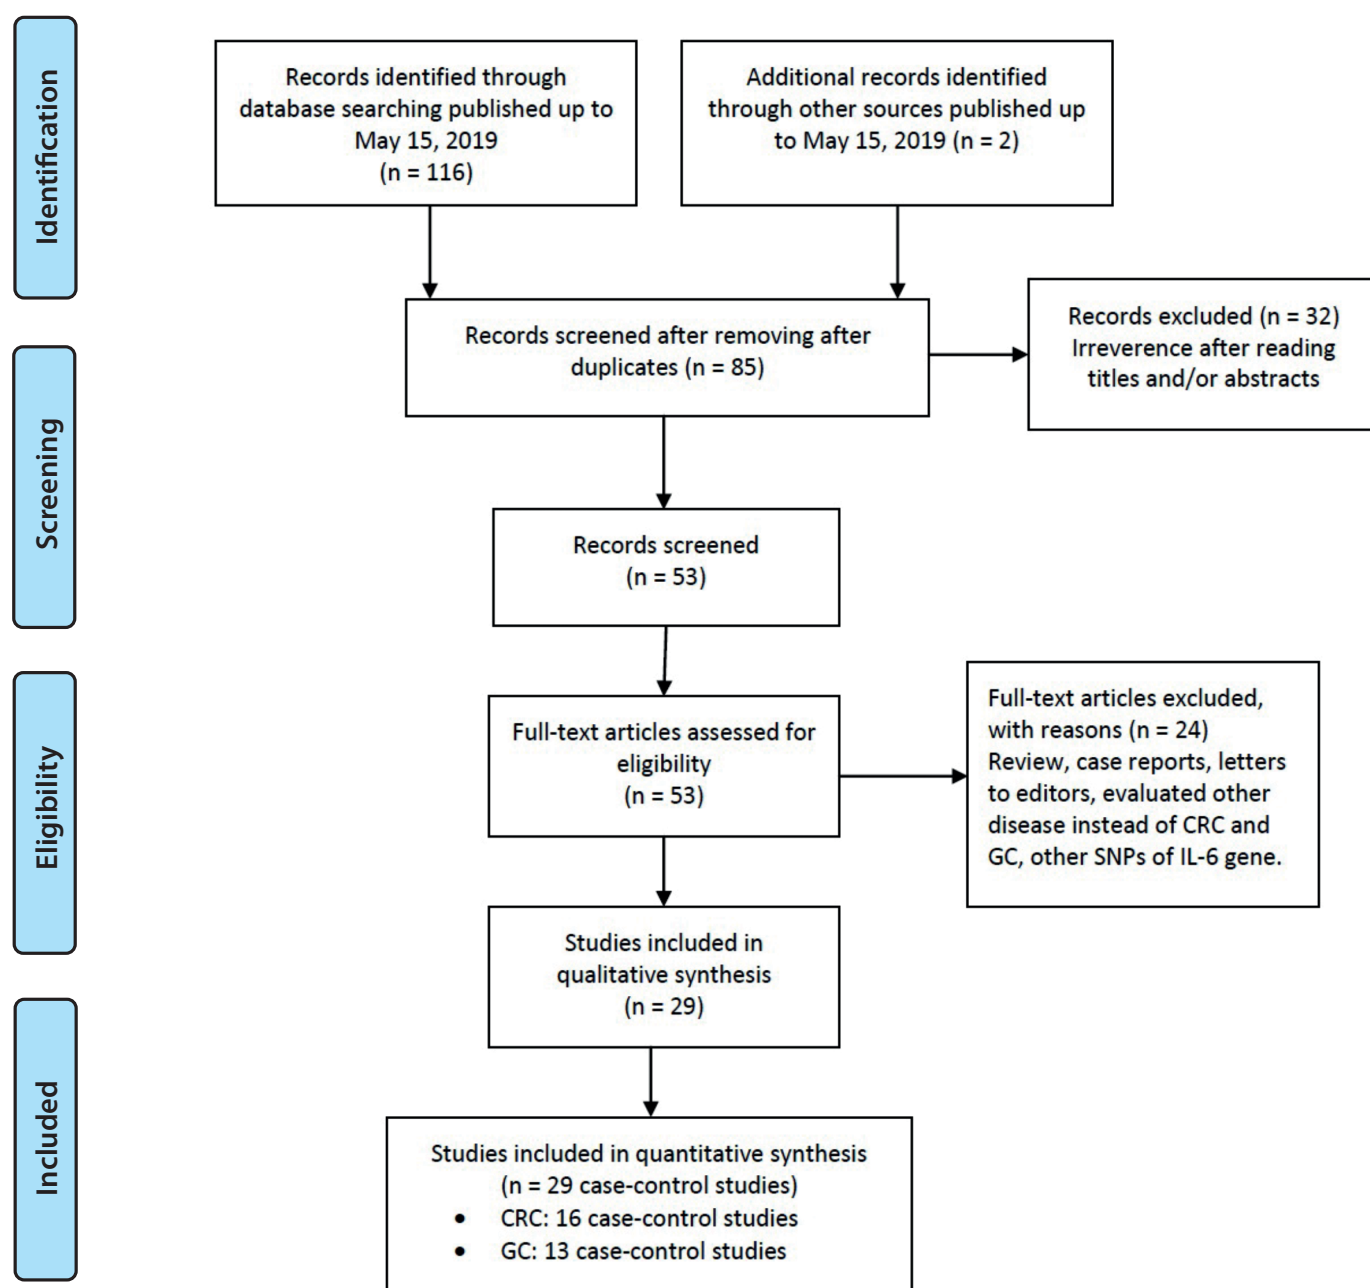 Identification
Records identified through
database searching published up to
May 15, 2019
(n = 116)
Additional records identified
through other sources published up
to May 15, 2019 (n = 2)
Records screened after removing after
duplicates (n = 85)
Records excluded (n = 32)
Irreverence after reading
titles and/or abstracts
Screening
Records screened
(n = 53)
Eligibility
Full-text articles assessed for
eligibility
(n = 53)
Full-text articles excluded,
with reasons (n = 24)
Review, case reports, letters
to editors, evaluated other
disease instead of CRC and
GC, other SNPs of IL-6 gene.
Studies included in
qualitative synthesis
(n = 29)
Included
Studies included in quantitative synthesis
(n = 29 case-control studies)
• CRC: 16 case-control studies
• GC: 13 case-control studies